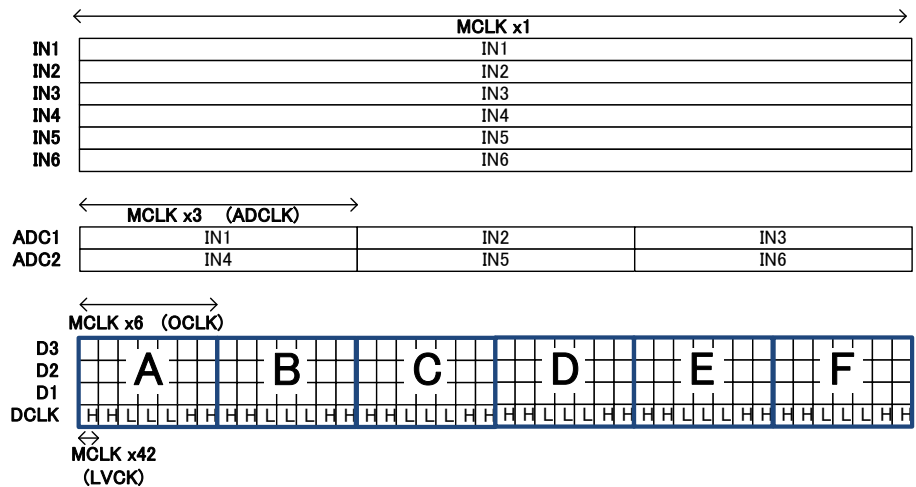 MCLK x1
IN1 IN1
IN2 IN2
IN3 IN3
IN4 IN4
IN5 IN5
IN6 IN6
MCLK x3 (ADCLK)
ADC1 IN1 IN2 IN3
ADC2 IN4 IN5 IN6
MCLK x6 (OCLK)
D3
D2 A B C D E F
D1
DCLK H H L L L H H H H L L L H H H H L L L H H H H L L L H H H H L L L H H H H L L L H H
MCLK x42
(LVCK)